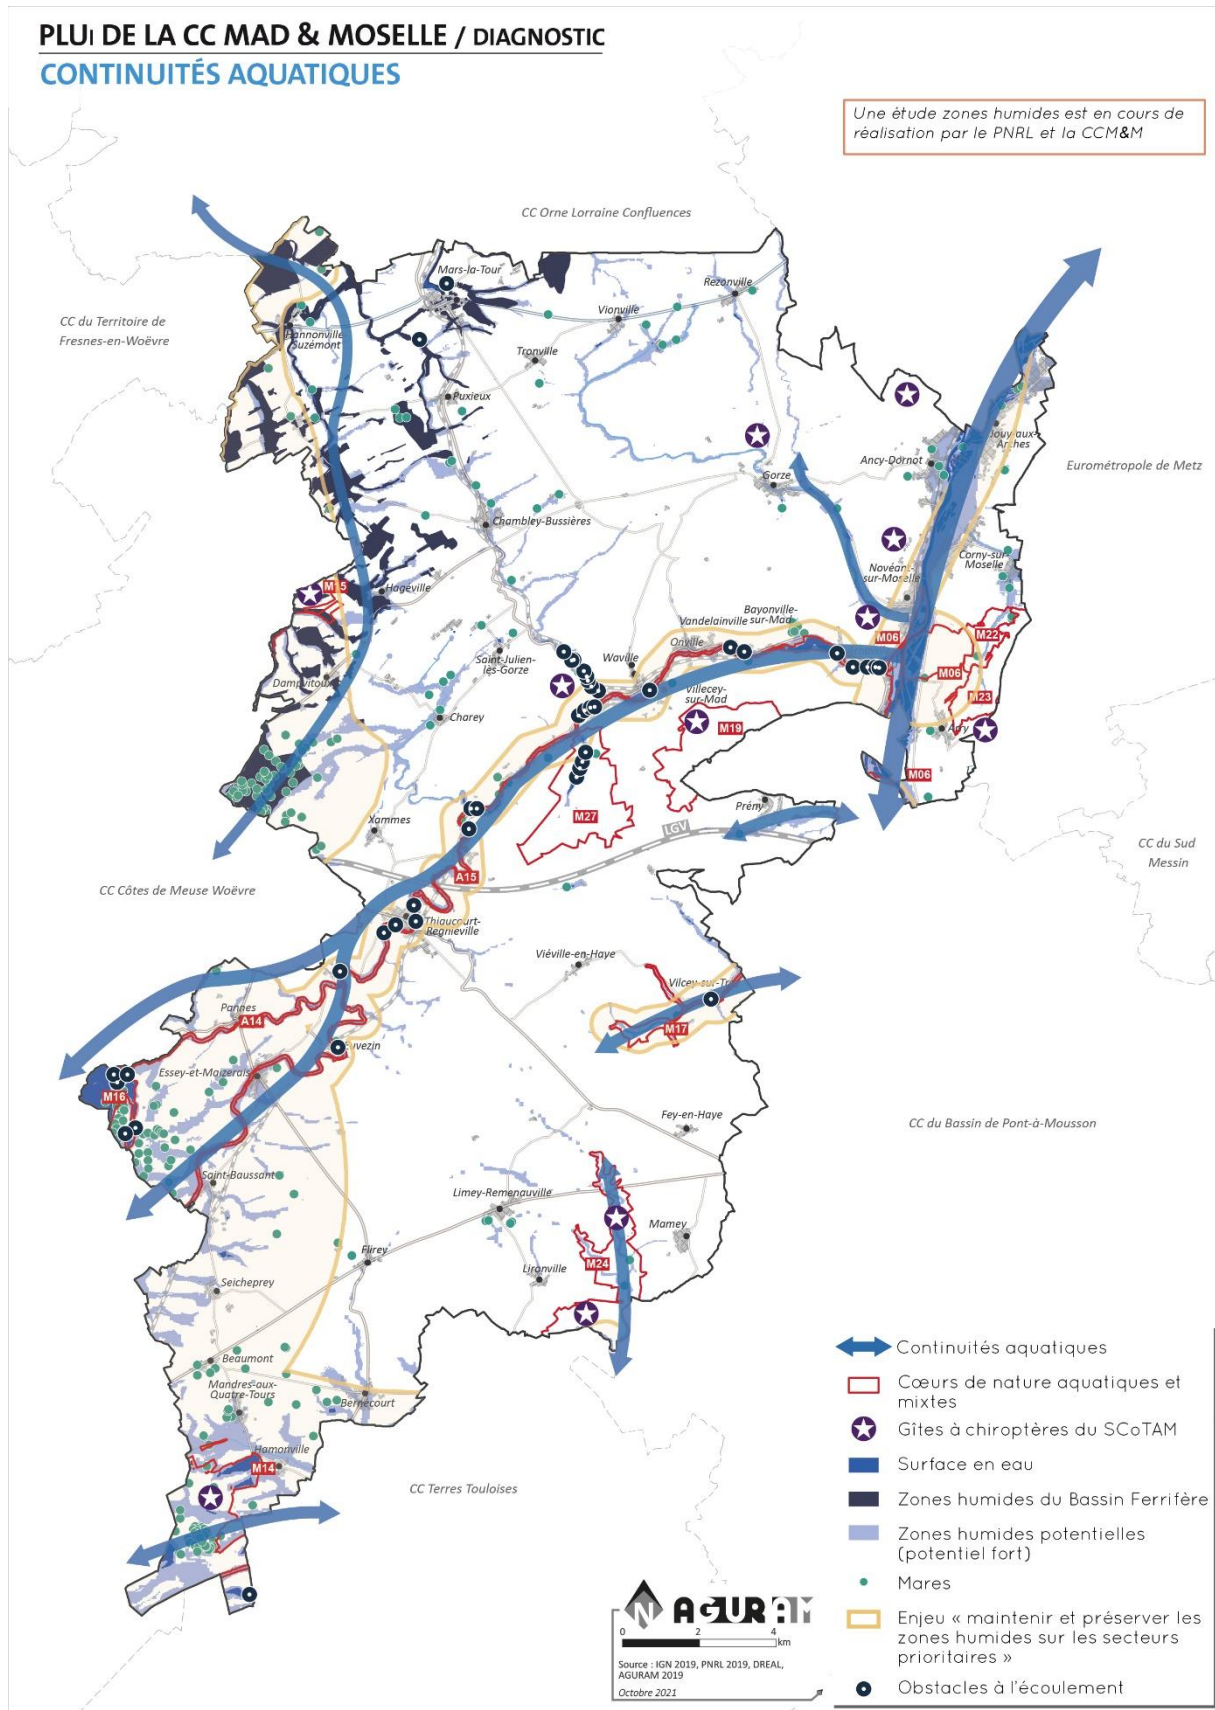 PLUi DE LA CC MAD & MOSELLE / DIAGNOSTIC
CONTINUITÉS AQUATIQUES
Une étude zones humides est en cours de
réalisation par le PNRL et la CCM&M
CC Orne Lorraine Confluences
CC du Territoire de
Fresnes-en-Woëvre
Mars-la-Tour
Rezonville
Vionville
Hannonville-
Suzémont
Tronville
Puxieux
Jouy-aux-
Arches
Ancy-Dornot
Eurométropole de Metz
Gorze
Chambley-Bussières
Corny-sur-
Moselle
Novéant-
sur-Moselle
M15
Hagéville
Bayonville-
sur-Mad
Vandelainville
Onville
M06
M22
Waville
Saint-Julien-
lès-Gorze
M06
Dampvitoux
Villecey-
sur-Mad
M23
Charey
M19
Arry
M06
Prény
M27
Xammes
LGV
CC du Sud
Messin
A15
CC Côtes de Meuse Woëvre
Thiaucourt-
Regniéville
Viéville-en-Haye
Vilcey-sur-Tr
Pannes
A14
M17
Euvezin
Essey-et-Maizerais
M16
Fey-en-Haye
CC du Bassin de Pont-à-Mousson
Saint-Baussant
Limey-Remenauville
Mamey
Flirey
M24
Lironville
Seicheprey
Beaumont
Mandres-aux-
Quatre-Tours
Bernécourt
Hamonville
M14
CC Terres Touloises
Continuités aquatiques
Cœurs de nature aquatiques et
mixtes
Gîtes à chiroptères du SCoTAM
Surface en eau
Zones humides du Bassin Ferrifère
Zones humides potentielles
(potentiel fort)
Mares
Enjeu « maintenir et préserver les
zones humides sur les secteurs
prioritaires »
Obstacles à l'écoulement
N AGURAM
0 2 4
km
Source : IGN 2019, PNRL 2019, DREAL,
AGURAM 2019
Octobre 2021